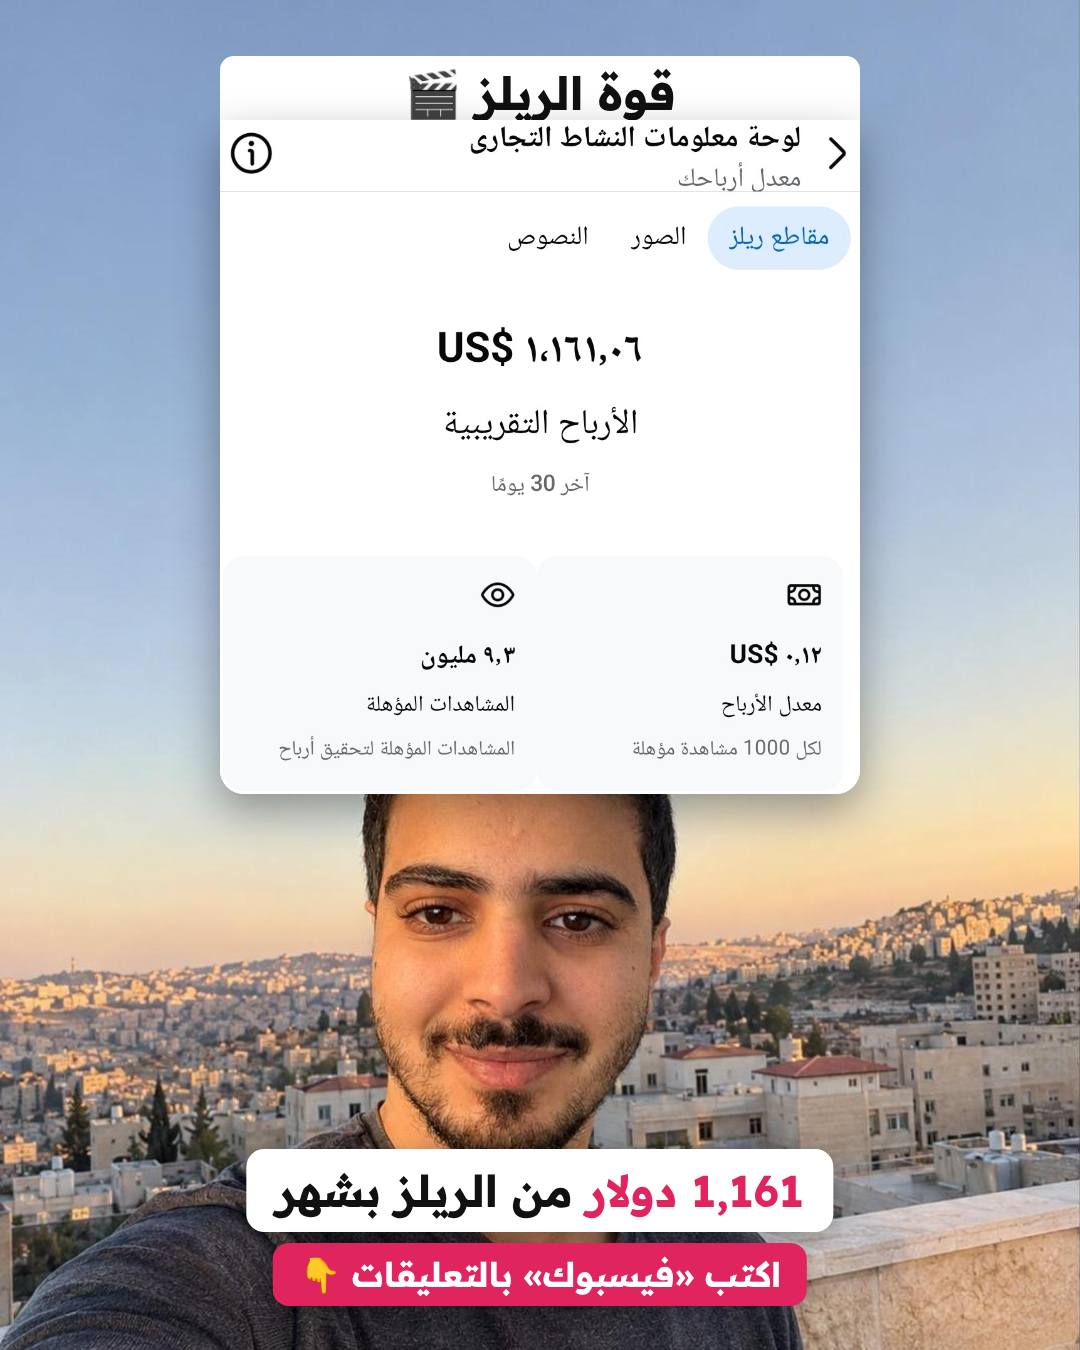 قوة الريلز 🎬
لوحة معلومات النشاط التجاري
معدل أرباحك
مقاطع ريلز
الصور
النصوص
US$ ١،١٦١,٠٦
الأرباح التقريبية
آخر 30 يومًا
US$ ٠,١٢
معدل الأرباح
لكل 1000 مشاهدة مؤهلة
٩,٣ مليون
المشاهدات المؤهلة
المشاهدات المؤهلة لتحقيق أرباح
1,161 دولار من الريلز بشهر
اكتب «فيسبوك» بالتعليقات 👇